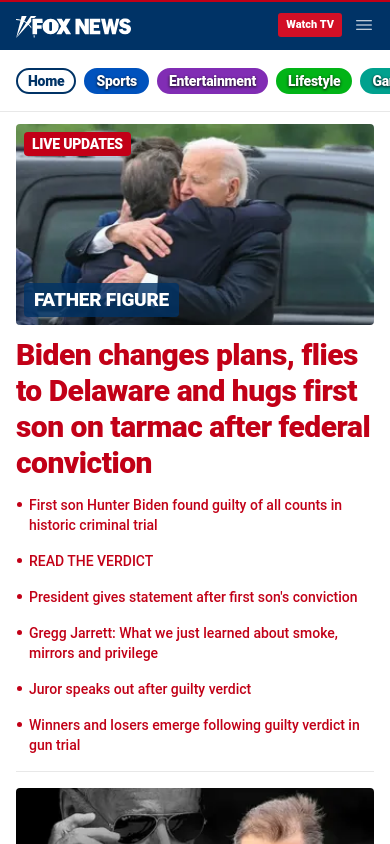 FOX NEWS
Watch TV
Home
Sports
Entertainment
Lifestyle
LIVE UPDATES
FATHER FIGURE
Biden changes plans, flies
to Delaware and hugs first
son on tarmac after federal
conviction
• First son Hunter Biden found guilty of all counts in
historic criminal trial
• READ THE VERDICT
• President gives statement after first son's conviction
• Gregg Jarrett: What we just learned about smoke,
mirrors and privilege
• Juror speaks out after guilty verdict
• Winners and losers emerge following guilty verdict in
gun trial